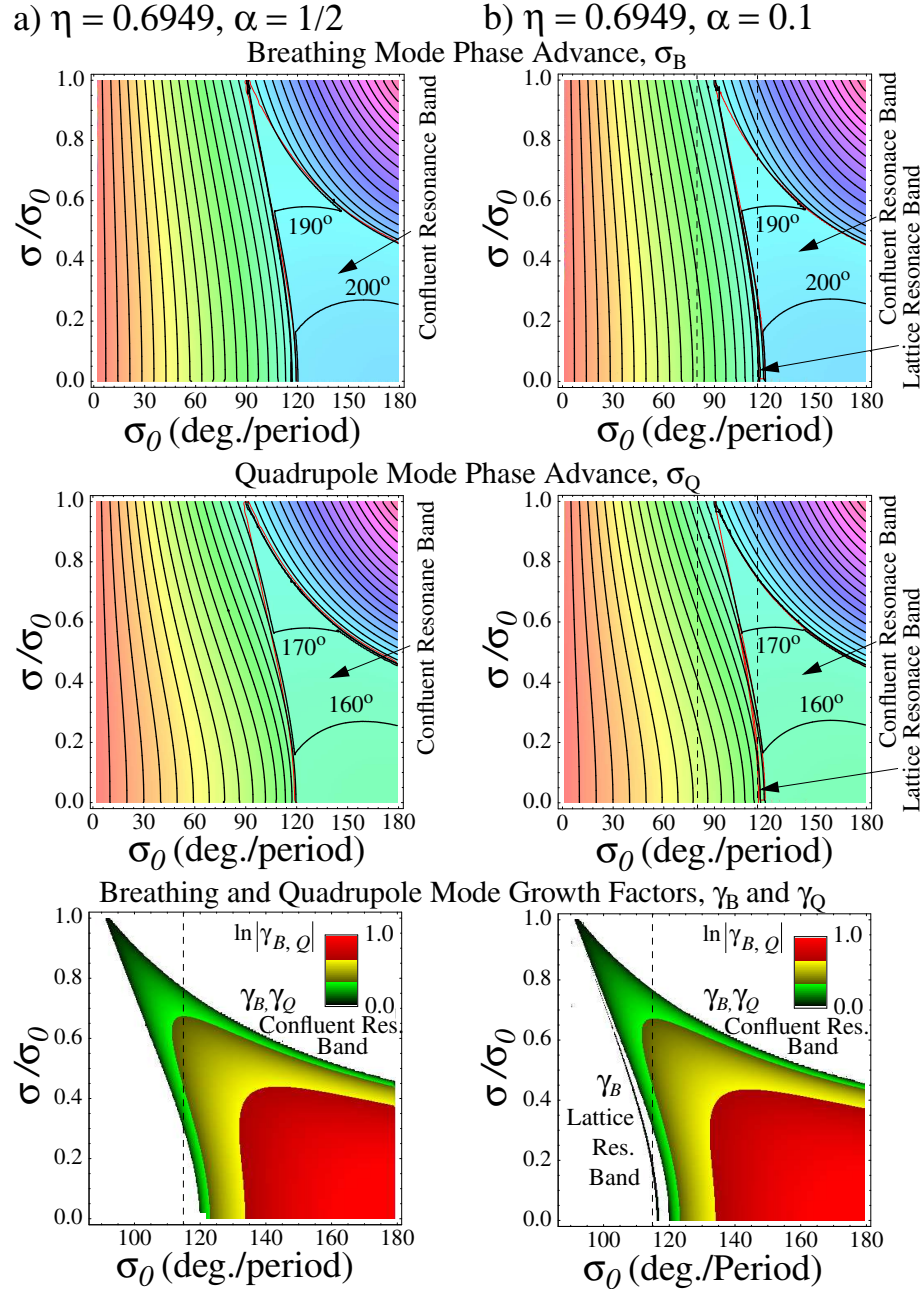 a) η = 0.6949, α = 1/2
b) η = 0.6949, α = 0.1
Breathing Mode Phase Advance, σB
1.0
0.8
0.6
0.4
0.2
0.0
σ/σ0
190o
200o
0 30 60 90 120 150 180
σ0 (deg./period)
Confluent Resonance Band
1.0
0.8
0.6
0.4
0.2
0.0
σ/σ0
190o
200o
0 30 60 90 120 150 180
σ0 (deg./period)
Confluent Resonance Band
Lattice Resonace Band
Quadrupole Mode Phase Advance, σQ
1.0
0.8
0.6
0.4
0.2
0.0
σ/σ0
170o
160o
0 30 60 90 120 150 180
σ0 (deg./period)
Confluent Resonane Band
1.0
0.8
0.6
0.4
0.2
0.0
σ/σ0
170o
160o
0 30 60 90 120 150 180
σ0 (deg./period)
Confluent Resonace Band
Lattice Resonace Band
Breathing and Quadrupole Mode Growth Factors, γB and γQ
1.0
0.8
0.6
0.4
0.2
0.0
σ/σ0
ln |γB, Q|
1.0
0.0
γB,γQ
Confluent Res.
Band
100 120 140 160 180
σ0 (deg./period)
1.0
0.8
0.6
0.4
0.2
0.0
σ/σ0
ln |γB, Q|
1.0
0.0
γB,γQ
Confluent Res.
Band
γB
Lattice
Res.
Band
100 120 140 160 180
σ0 (deg./Period)